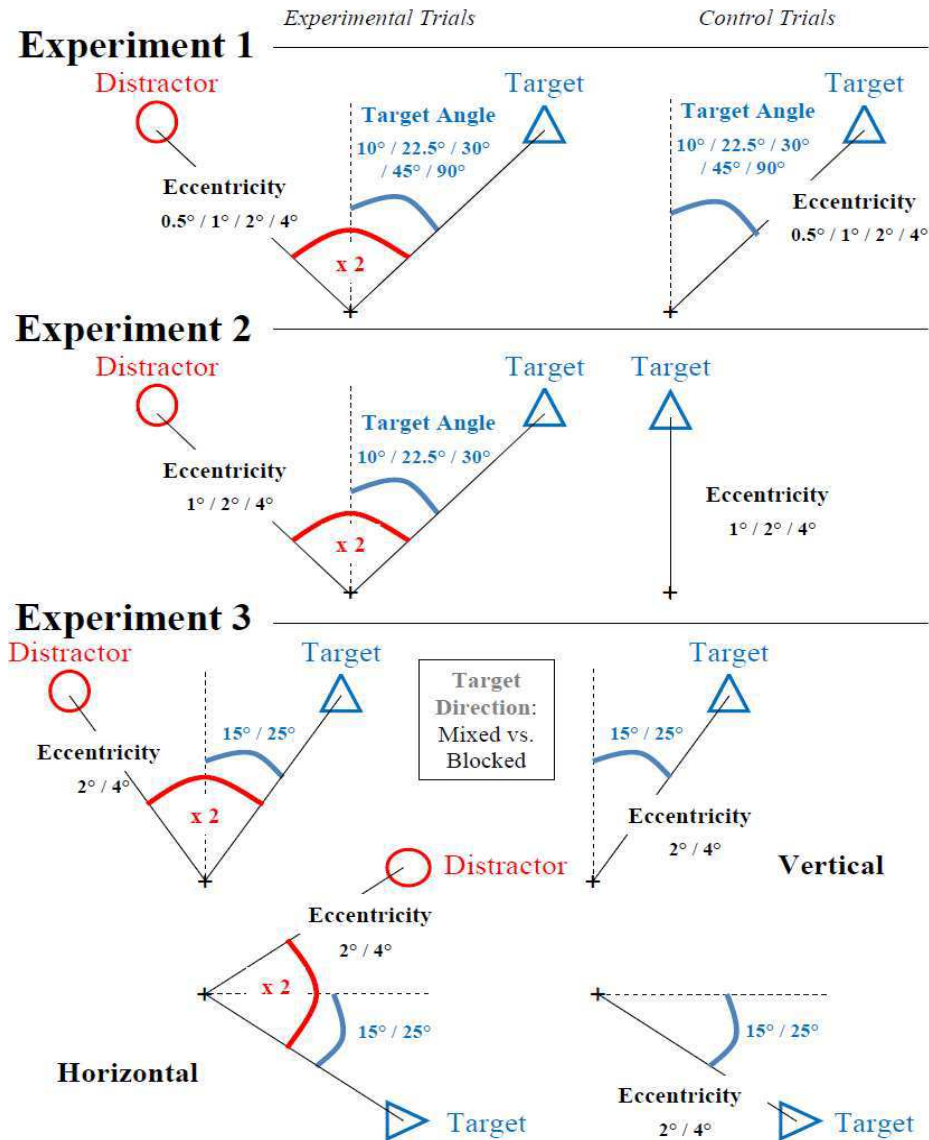 Experimental Trials
Control Trials
Experiment 1
Distractor
Target
Target
Target Angle
10° / 22.5° / 30°
/ 45° / 90°
Target Angle
10° / 22.5° / 30°
/ 45° / 90°
Eccentricity
0.5° / 1° / 2° / 4°
Eccentricity
0.5° / 1° / 2° / 4°
x 2
Experiment 2
Distractor
Target
Target
Target Angle
10° / 22.5° / 30°
Eccentricity
1° / 2° / 4°
Eccentricity
1° / 2° / 4°
x 2
Experiment 3
Distractor
Target
Target
Target
Direction:
Mixed vs.
Blocked
15° / 25°
15° / 25°
Eccentricity
2° / 4°
x 2
Eccentricity
2° / 4°
Distractor
Vertical
Eccentricity
2° / 4°
x 2
15° / 25°
15° / 25°
Horizontal
Eccentricity
2° / 4°
Target
Target